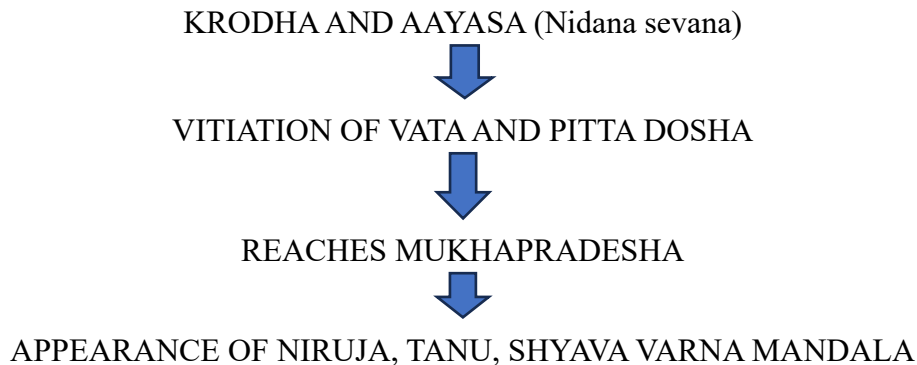 KRODHA AND AAYASA (Nidana sevana)
VITIATION OF VATA AND PITTA DOSHA
REACHES MUKHAPRADESHA
APPEARANCE OF NIRUJA, TANU, SHYAVA VARNA MANDALA